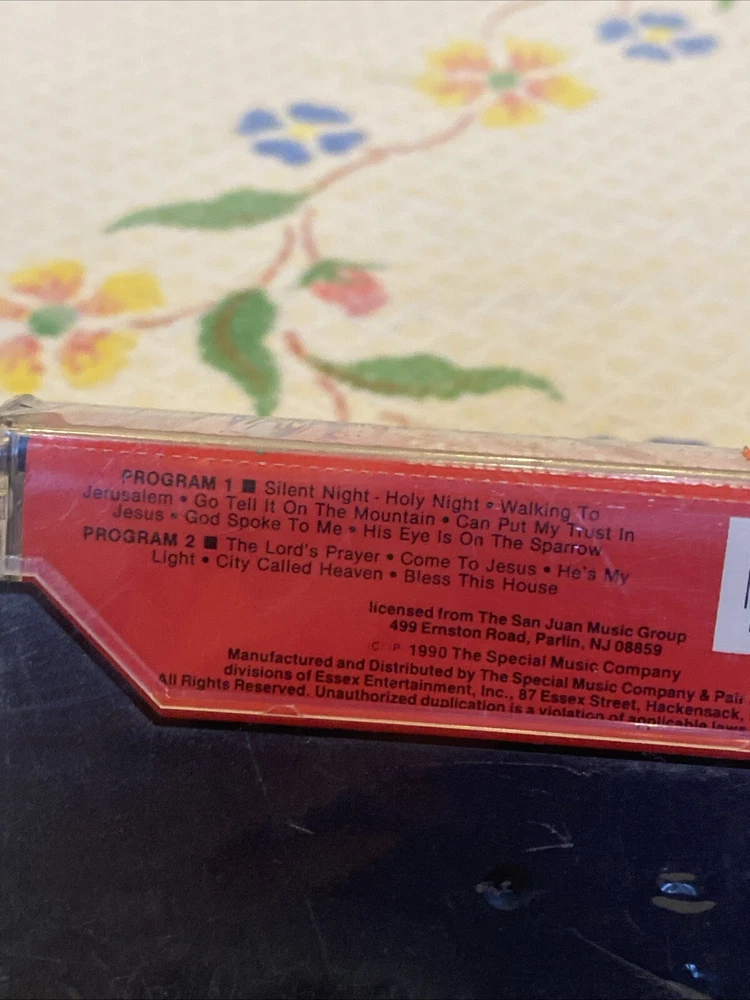 PROGRAM 1 ■ Silent Night - Holy Night • Walking To
Jerusalem • Go Tell It On The Mountain • Can Put My Trust In
Jesus • God Spoke To Me • His Eye Is On The Sparrow
PROGRAM 2 ■ The Lord's Prayer • Come To Jesus • He's My
Light • City Called Heaven • Bless This House
licensed from The San Juan Music Group
499 Ernston Road, Parlin, NJ 08859
1990 The Special Music Company
Manufactured and Distributed by The Special Music Company & Pair
divisions of Essex Entertainment, Inc., 87 Essex Street, Hackensack,
All Rights Reserved. Unauthorized duplication is a violation of applicable laws